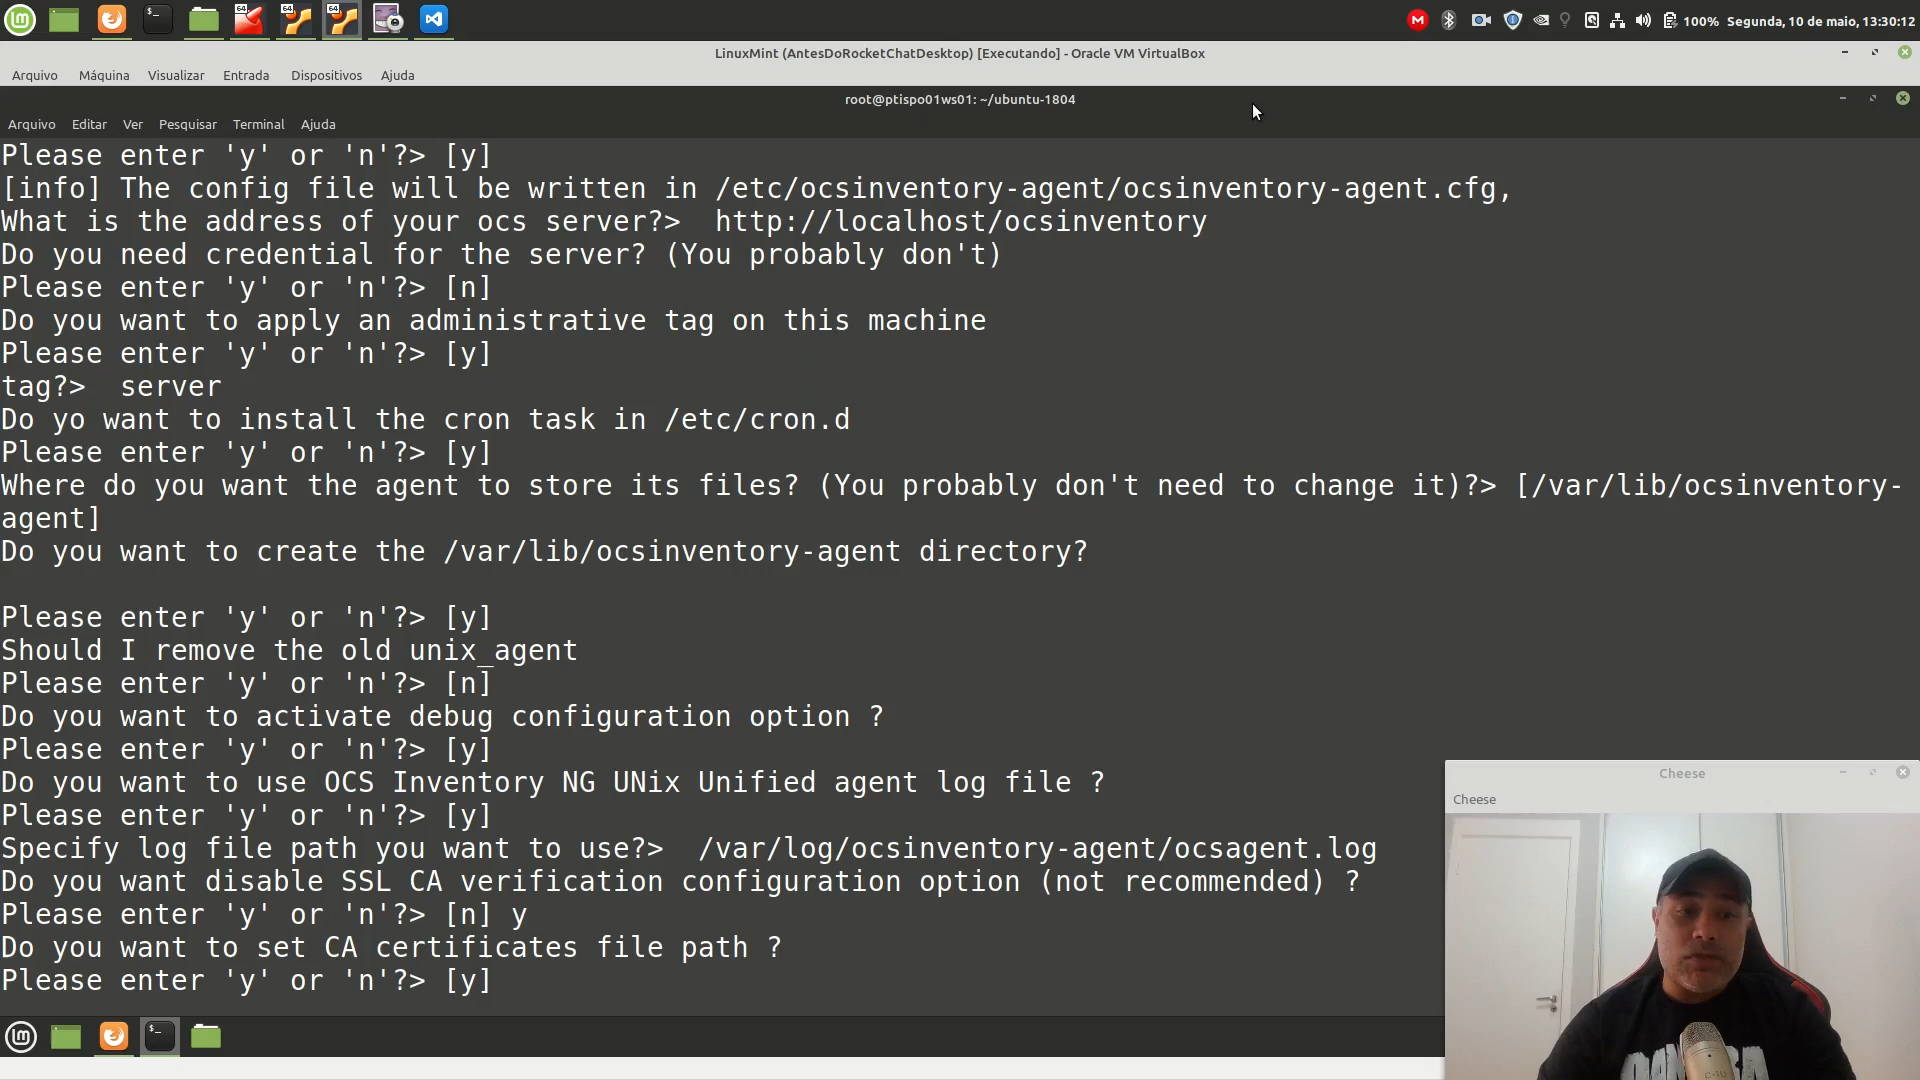 64
64
64
100%
Segunda, 10 de maio, 13:30:12
LinuxMint (AntesDoRocketChatDesktop) [Executando] - Oracle VM VirtualBox
Arquivo Máquina Visualizar Entrada Dispositivos Ajuda
root@ptispo01ws01: ~/ubuntu-1804
Arquivo Editar Ver Pesquisar Terminal Ajuda
Please enter 'y' or 'n'?> [y]
[info] The config file will be written in /etc/ocsinventory-agent/ocsinventory-agent.cfg,
What is the address of your ocs server?>  http://localhost/ocsinventory
Do you need credential for the server? (You probably don't)
Please enter 'y' or 'n'?> [n]
Do you want to apply an administrative tag on this machine
Please enter 'y' or 'n'?> [y]
tag?>  server
Do yo want to install the cron task in /etc/cron.d
Please enter 'y' or 'n'?> [y]
Where do you want the agent to store its files? (You probably don't need to change it)?> [/var/lib/ocsinventory-
agent]
Do you want to create the /var/lib/ocsinventory-agent directory?
Please enter 'y' or 'n'?> [y]
Should I remove the old unix_agent
Please enter 'y' or 'n'?> [n]
Do you want to activate debug configuration option ?
Please enter 'y' or 'n'?> [y]
Do you want to use OCS Inventory NG UNix Unified agent log file ?
Please enter 'y' or 'n'?> [y]
Specify log file path you want to use?>  /var/log/ocsinventory-agent/ocsagent.log
Do you want disable SSL CA verification configuration option (not recommended) ?
Please enter 'y' or 'n'?> [n] y
Do you want to set CA certificates file path ?
Please enter 'y' or 'n'?> [y]
Cheese
Cheese